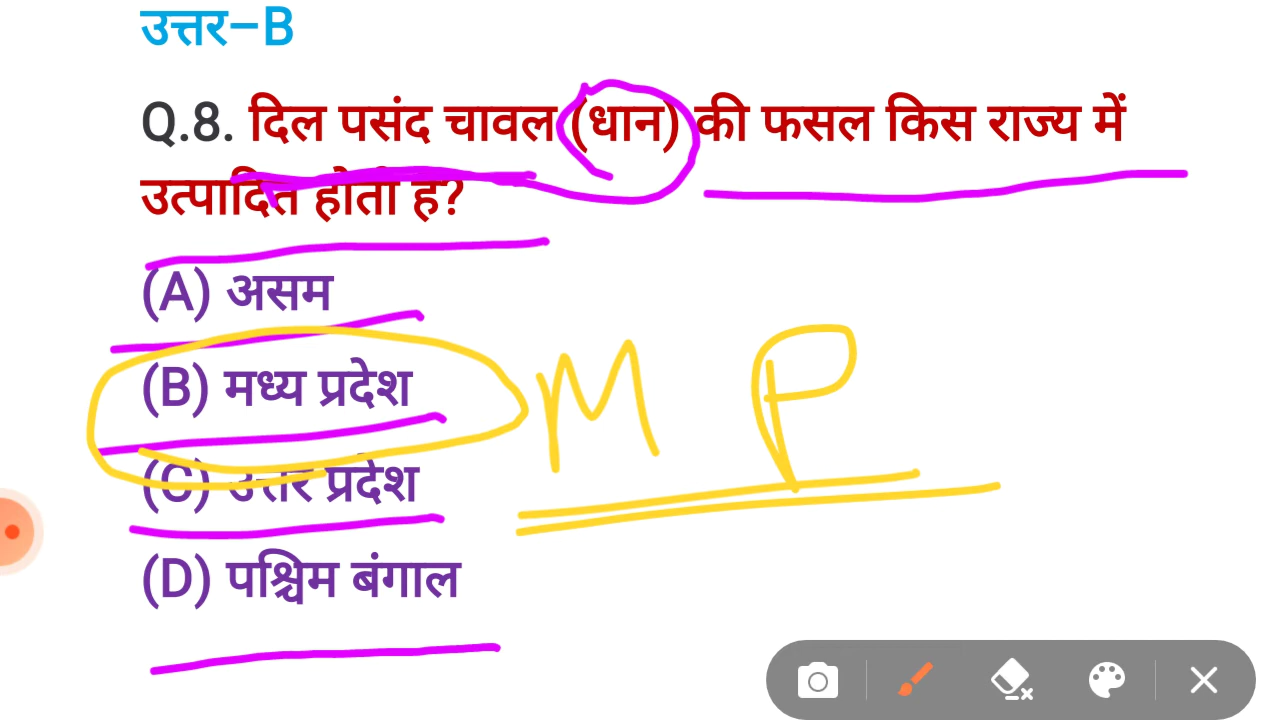 उत्तर–B
Q.8. दिल पसंद चावल (धान) की फसल किस राज्य में
उत्पादित होती है?
(A) असम
(B) मध्य प्रदेश
M P
(C) उत्तर प्रदेश
(D) पश्चिम बंगाल